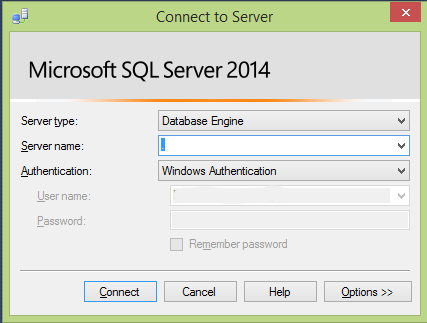 Connect to Server
Microsoft SQL Server 2014
Server type: Database Engine
Server name: .
Authentication: Windows Authentication
User name:
Password:
Remember password
Connect Cancel Help Options >>